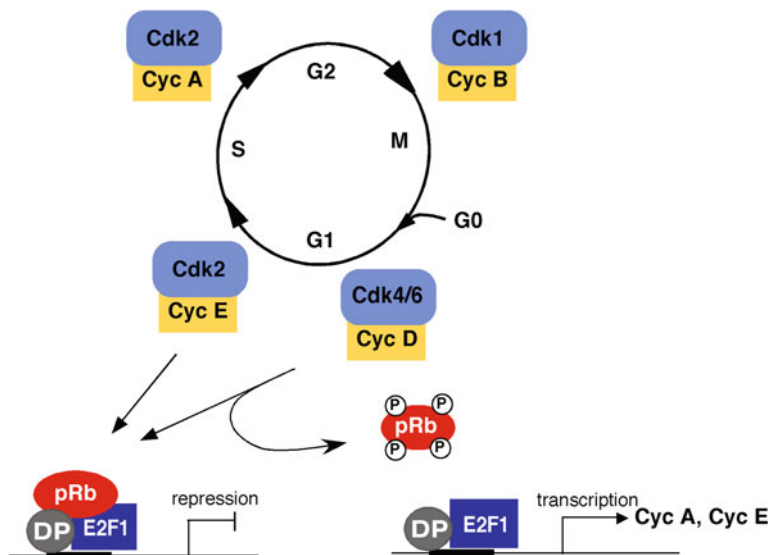 Cdk2
Cyc A
Cdk1
Cyc B
G2
S
M
G1
G0
Cdk2
Cyc E
Cdk4/6
Cyc D
P P
pRb
P P
pRb
DP E2F1
repression
DP E2F1
transcription
Cyc A, Cyc E